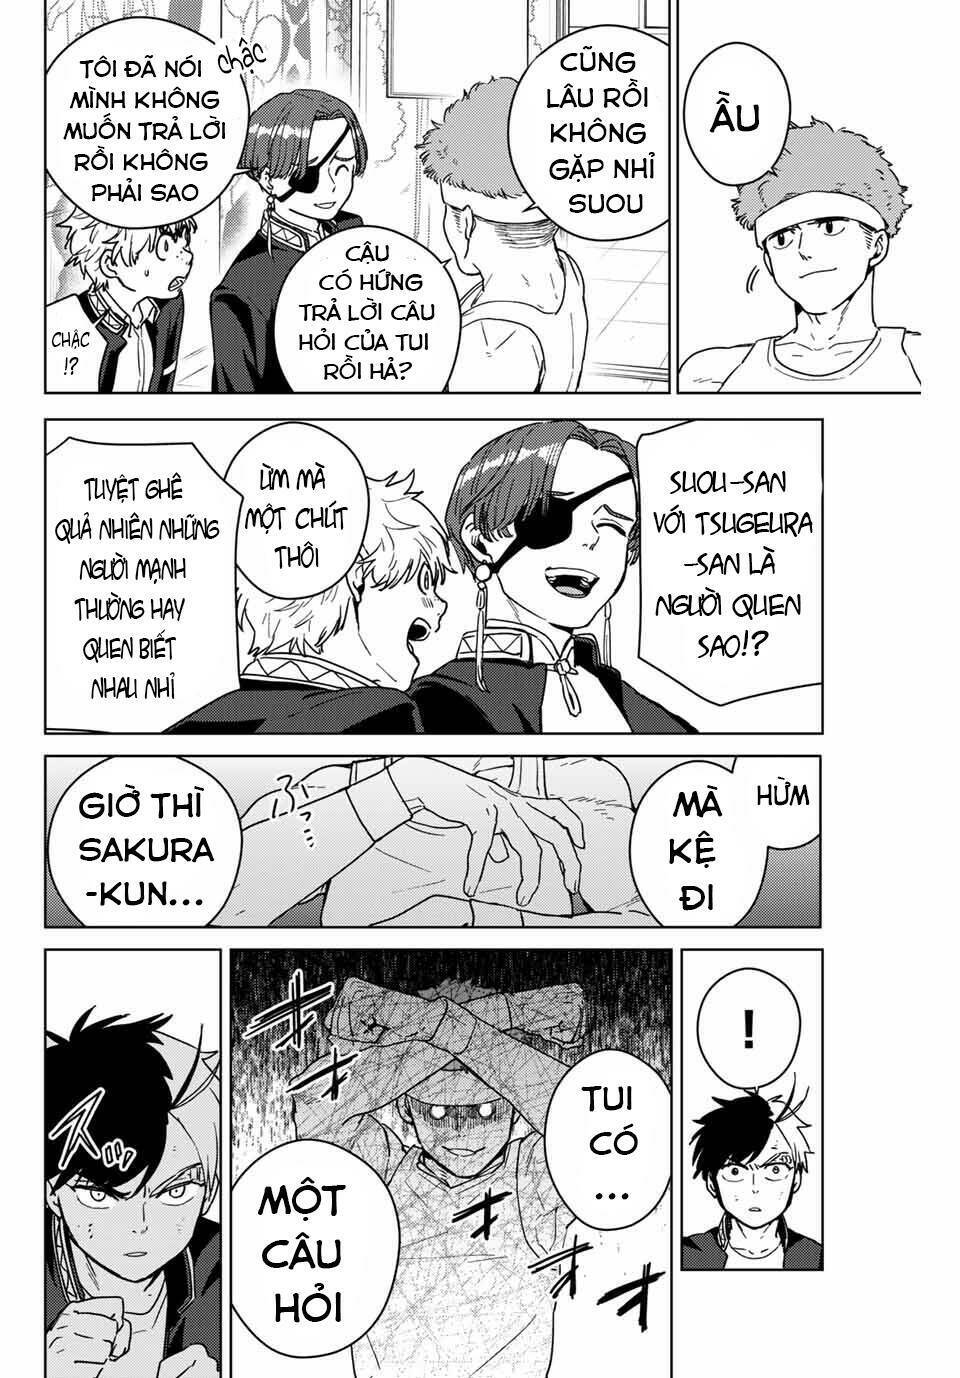 ẦU
CŨNG
LÂU RỒI
KHÔNG
GẶP NHỈ
SUOU
CẬU
CÓ HỨNG
TRẢ LỜI CÂU
HỎI CỦA TUI
RỒI HẢ?
chậc
TÔI ĐÃ NÓI
MÌNH KHÔNG
MUỐN TRẢ LỜI
RỒI KHÔNG
PHẢI SAO
CHẬC
!?
SUOU-SAN
VỚI TSUGEURA
-SAN LÀ
NGƯỜI QUEN
SAO!?
ỪM MÀ
MỘT CHÚT
THÔI
TUYỆT GHÊ
QUẢ NHIÊN NHỮNG
NGƯỜI MẠNH
THƯỜNG HAY
QUEN BIẾT
NHAU NHỈ
HỪM
MÀ
KỆ
ĐI
GIỜ THÌ
SAKURA
-KUN...
!
TUI
CÓ
...
MỘT
CÂU
HỎI